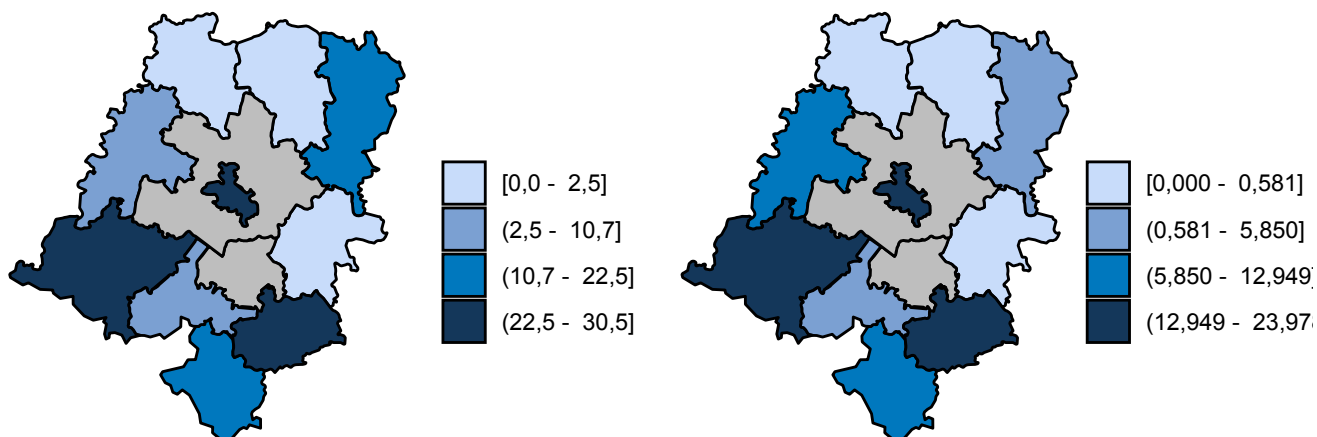 [0,0 - 2,5]
(2,5 - 10,7]
(10,7 - 22,5]
(22,5 - 30,5]
[0,000 - 0,581]
(0,581 - 5,850]
(5,850 - 12,949]
(12,949 - 23,97